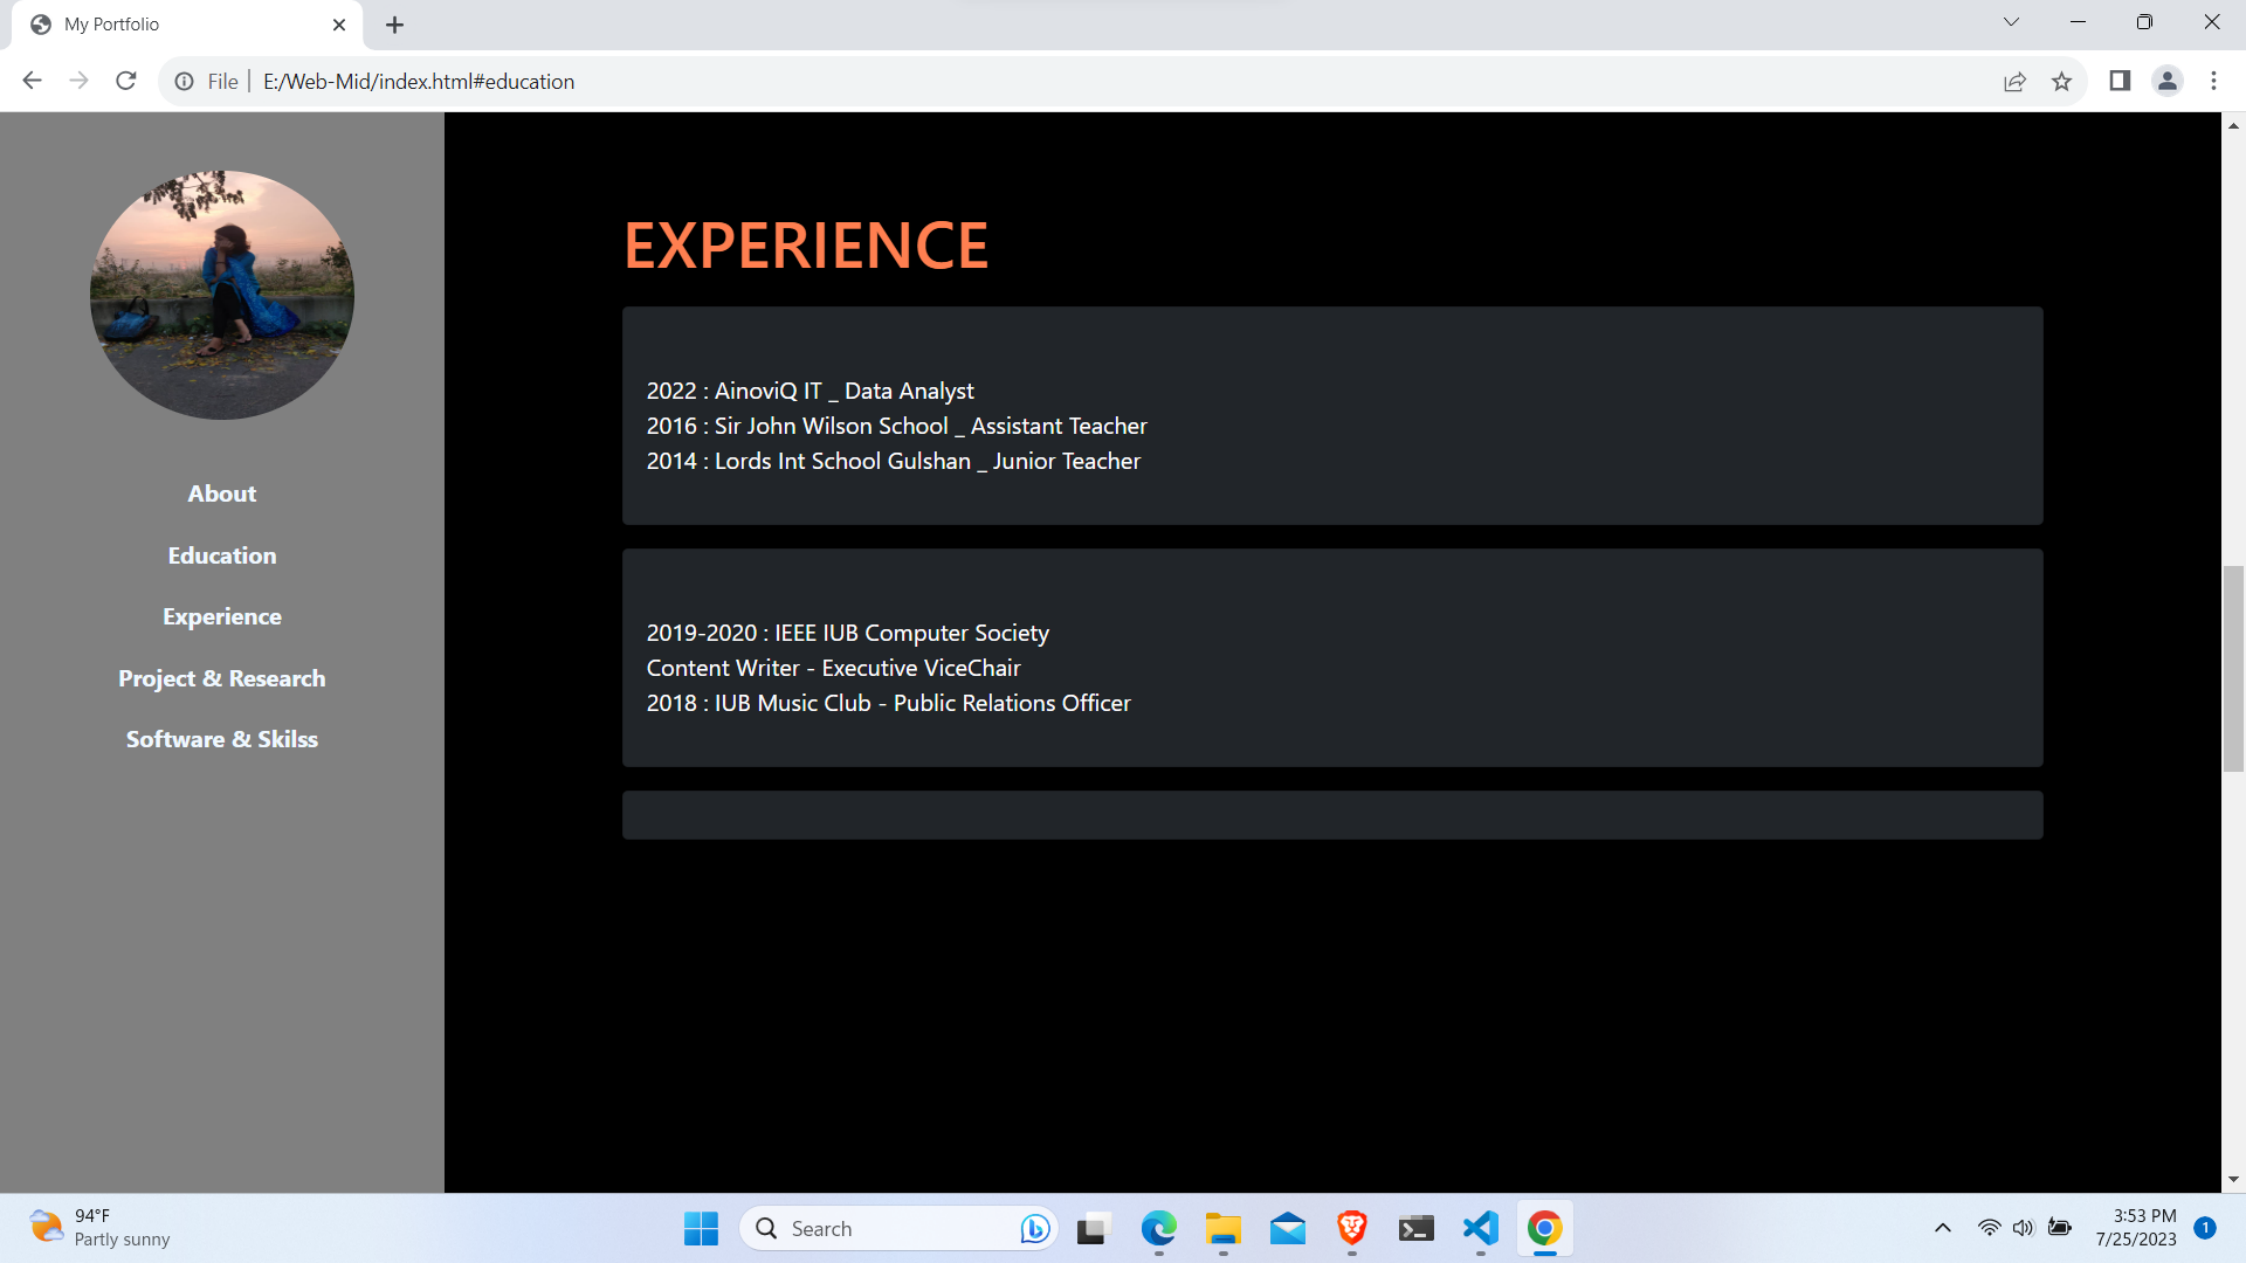 My Portfolio
File
E:/Web-Mid/index.html#education
About
Education
Experience
Project & Research
Software & Skilss
EXPERIENCE
2022 : AinoviQ IT _ Data Analyst
2016 : Sir John Wilson School _ Assistant Teacher
2014 : Lords Int School Gulshan _ Junior Teacher
2019-2020 : IEEE IUB Computer Society
Content Writer - Executive ViceChair
2018 : IUB Music Club - Public Relations Officer
94°F
Partly sunny
Search
3:53 PM
7/25/2023
1